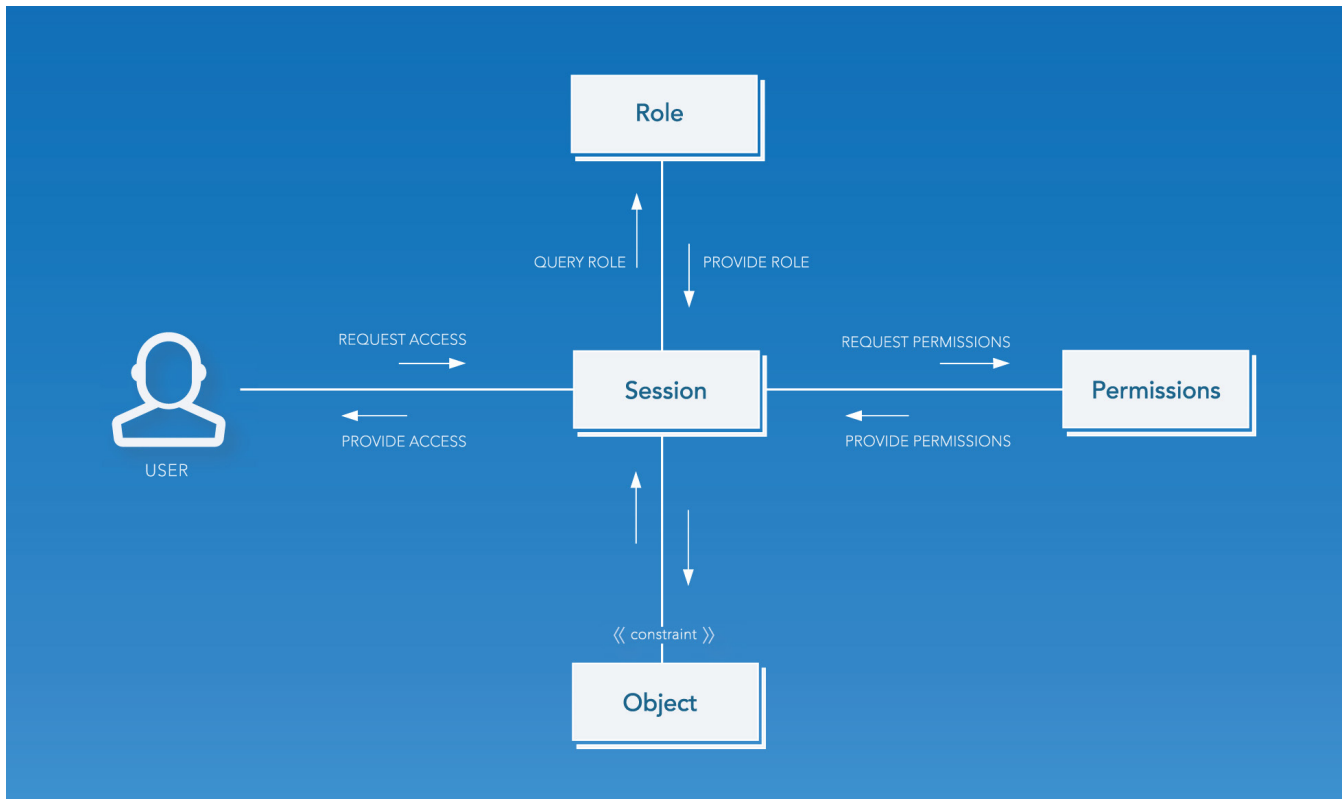 Role
QUERY ROLE
PROVIDE ROLE
REQUEST ACCESS
REQUEST PERMISSIONS
Session
Permissions
PROVIDE ACCESS
PROVIDE PERMISSIONS
USER
《 constraint 》
Object